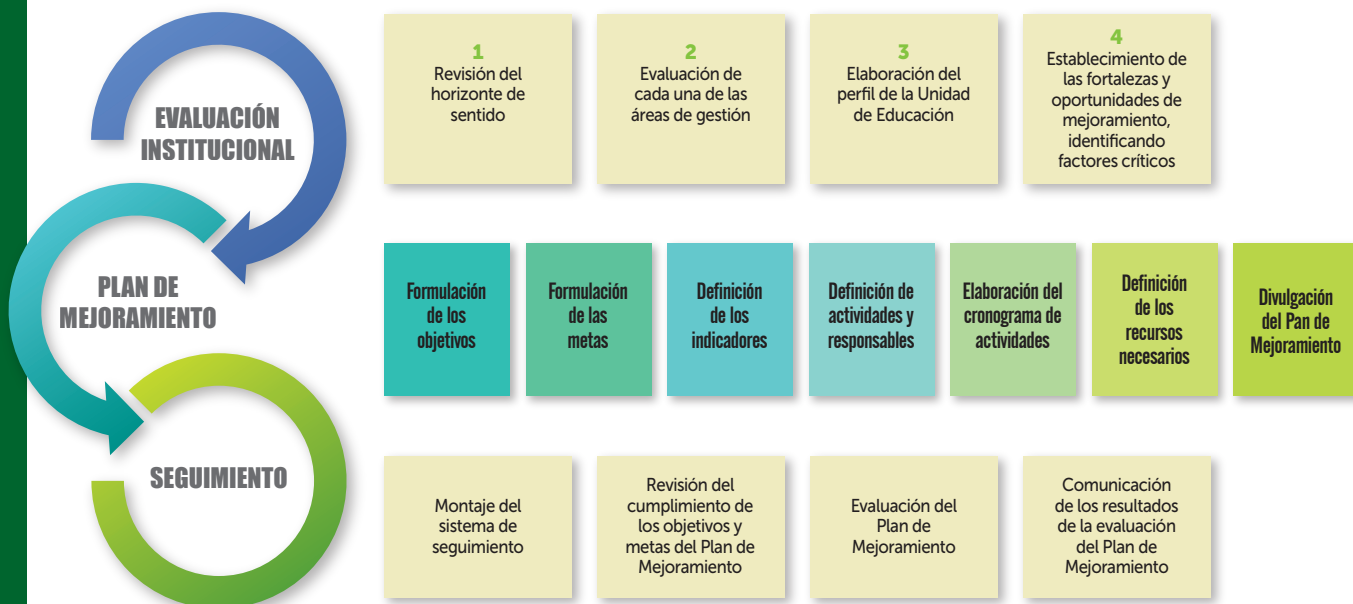 EVALUACIÓN
INSTITUCIONAL
1
Revisión del
horizonte de
sentido
2
Evaluación de
cada una de las
áreas de gestión
3
Elaboración del
perfil de la Unidad
de Educación
4
Establecimiento de
las fortalezas y
oportunidades de
mejoramiento,
identificando
factores críticos
PLAN DE
MEJORAMIENTO
Formulación
de los
objetivos
Formulación
de las
metas
Definición
de los
indicadores
Definición de
actividades y
responsables
Elaboración del
cronograma de
actividades
Definición
de los
recursos
necesarios
Divulgación
del Pan de
Mejoramiento
SEGUIMIENTO
Montaje del
sistema de
seguimiento
Revisión del
cumplimiento de
los objetivos y
metas del Plan de
Mejoramiento
Evaluación del
Plan de
Mejoramiento
Comunicación
de los resultados
de la evaluación
del Plan de
Mejoramiento